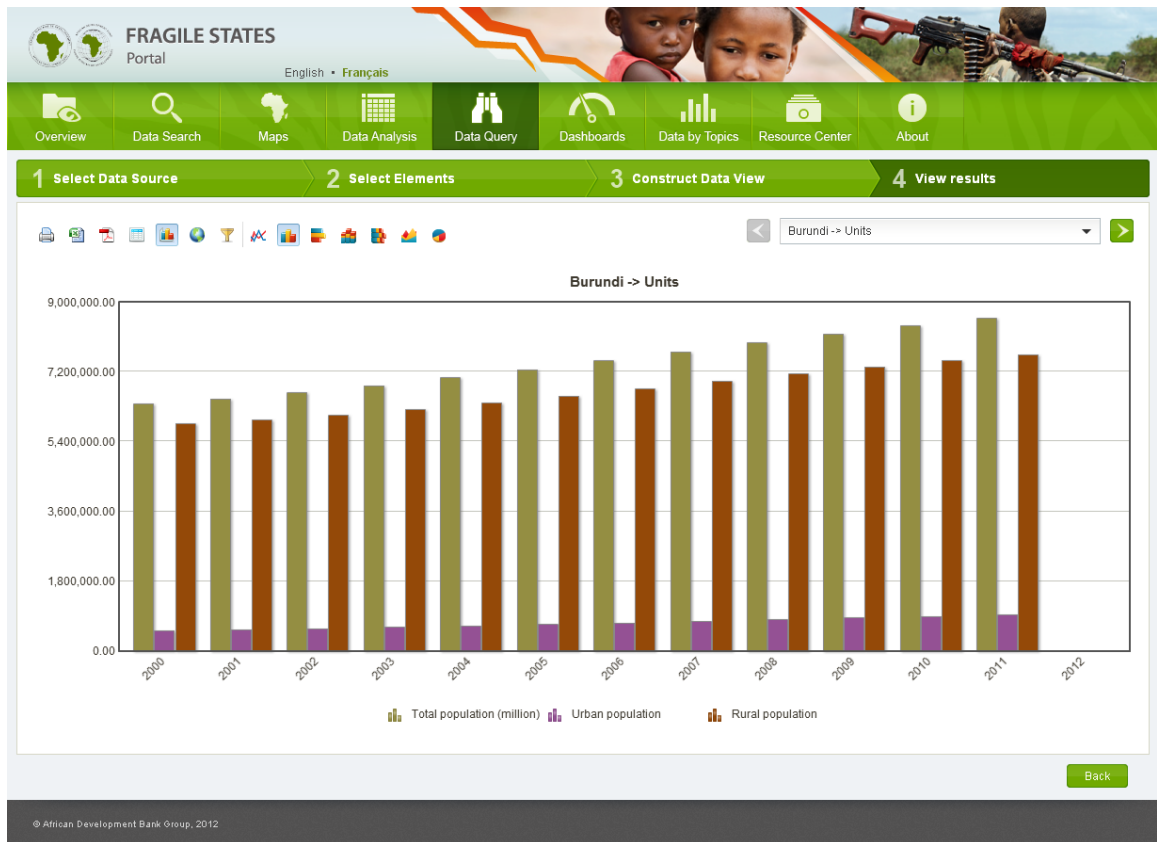 FRAGILE STATES
Portal
English • Français
Overview
Data Search
Maps
Data Analysis
Data Query
Dashboards
Data by Topics
Resource Center
About
1 Select Data Source
2 Select Elements
3 Construct Data View
4 View results
Burundi -> Units
Burundi -> Units
9,000,000.00
7,200,000.00
5,400,000.00
3,600,000.00
1,800,000.00
0.00
2000
2001
2002
2003
2004
2005
2006
2007
2008
2009
2010
2011
2012
Total population (million)
Urban population
Rural population
Back
© African Development Bank Group, 2012